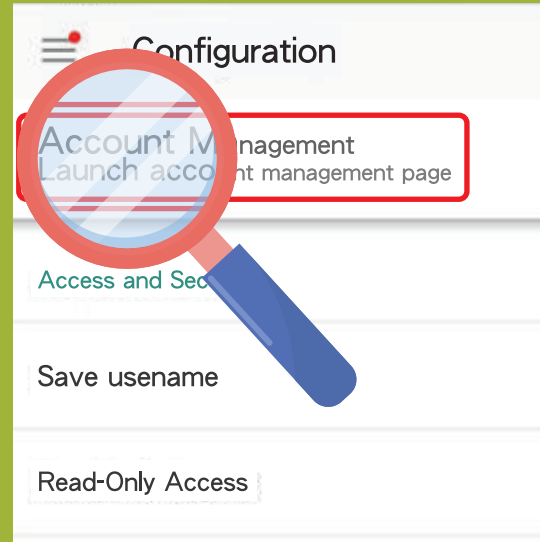 Configuration
Account Management
Launch account management page
Access and Sec
Save usename
Read-Only Access